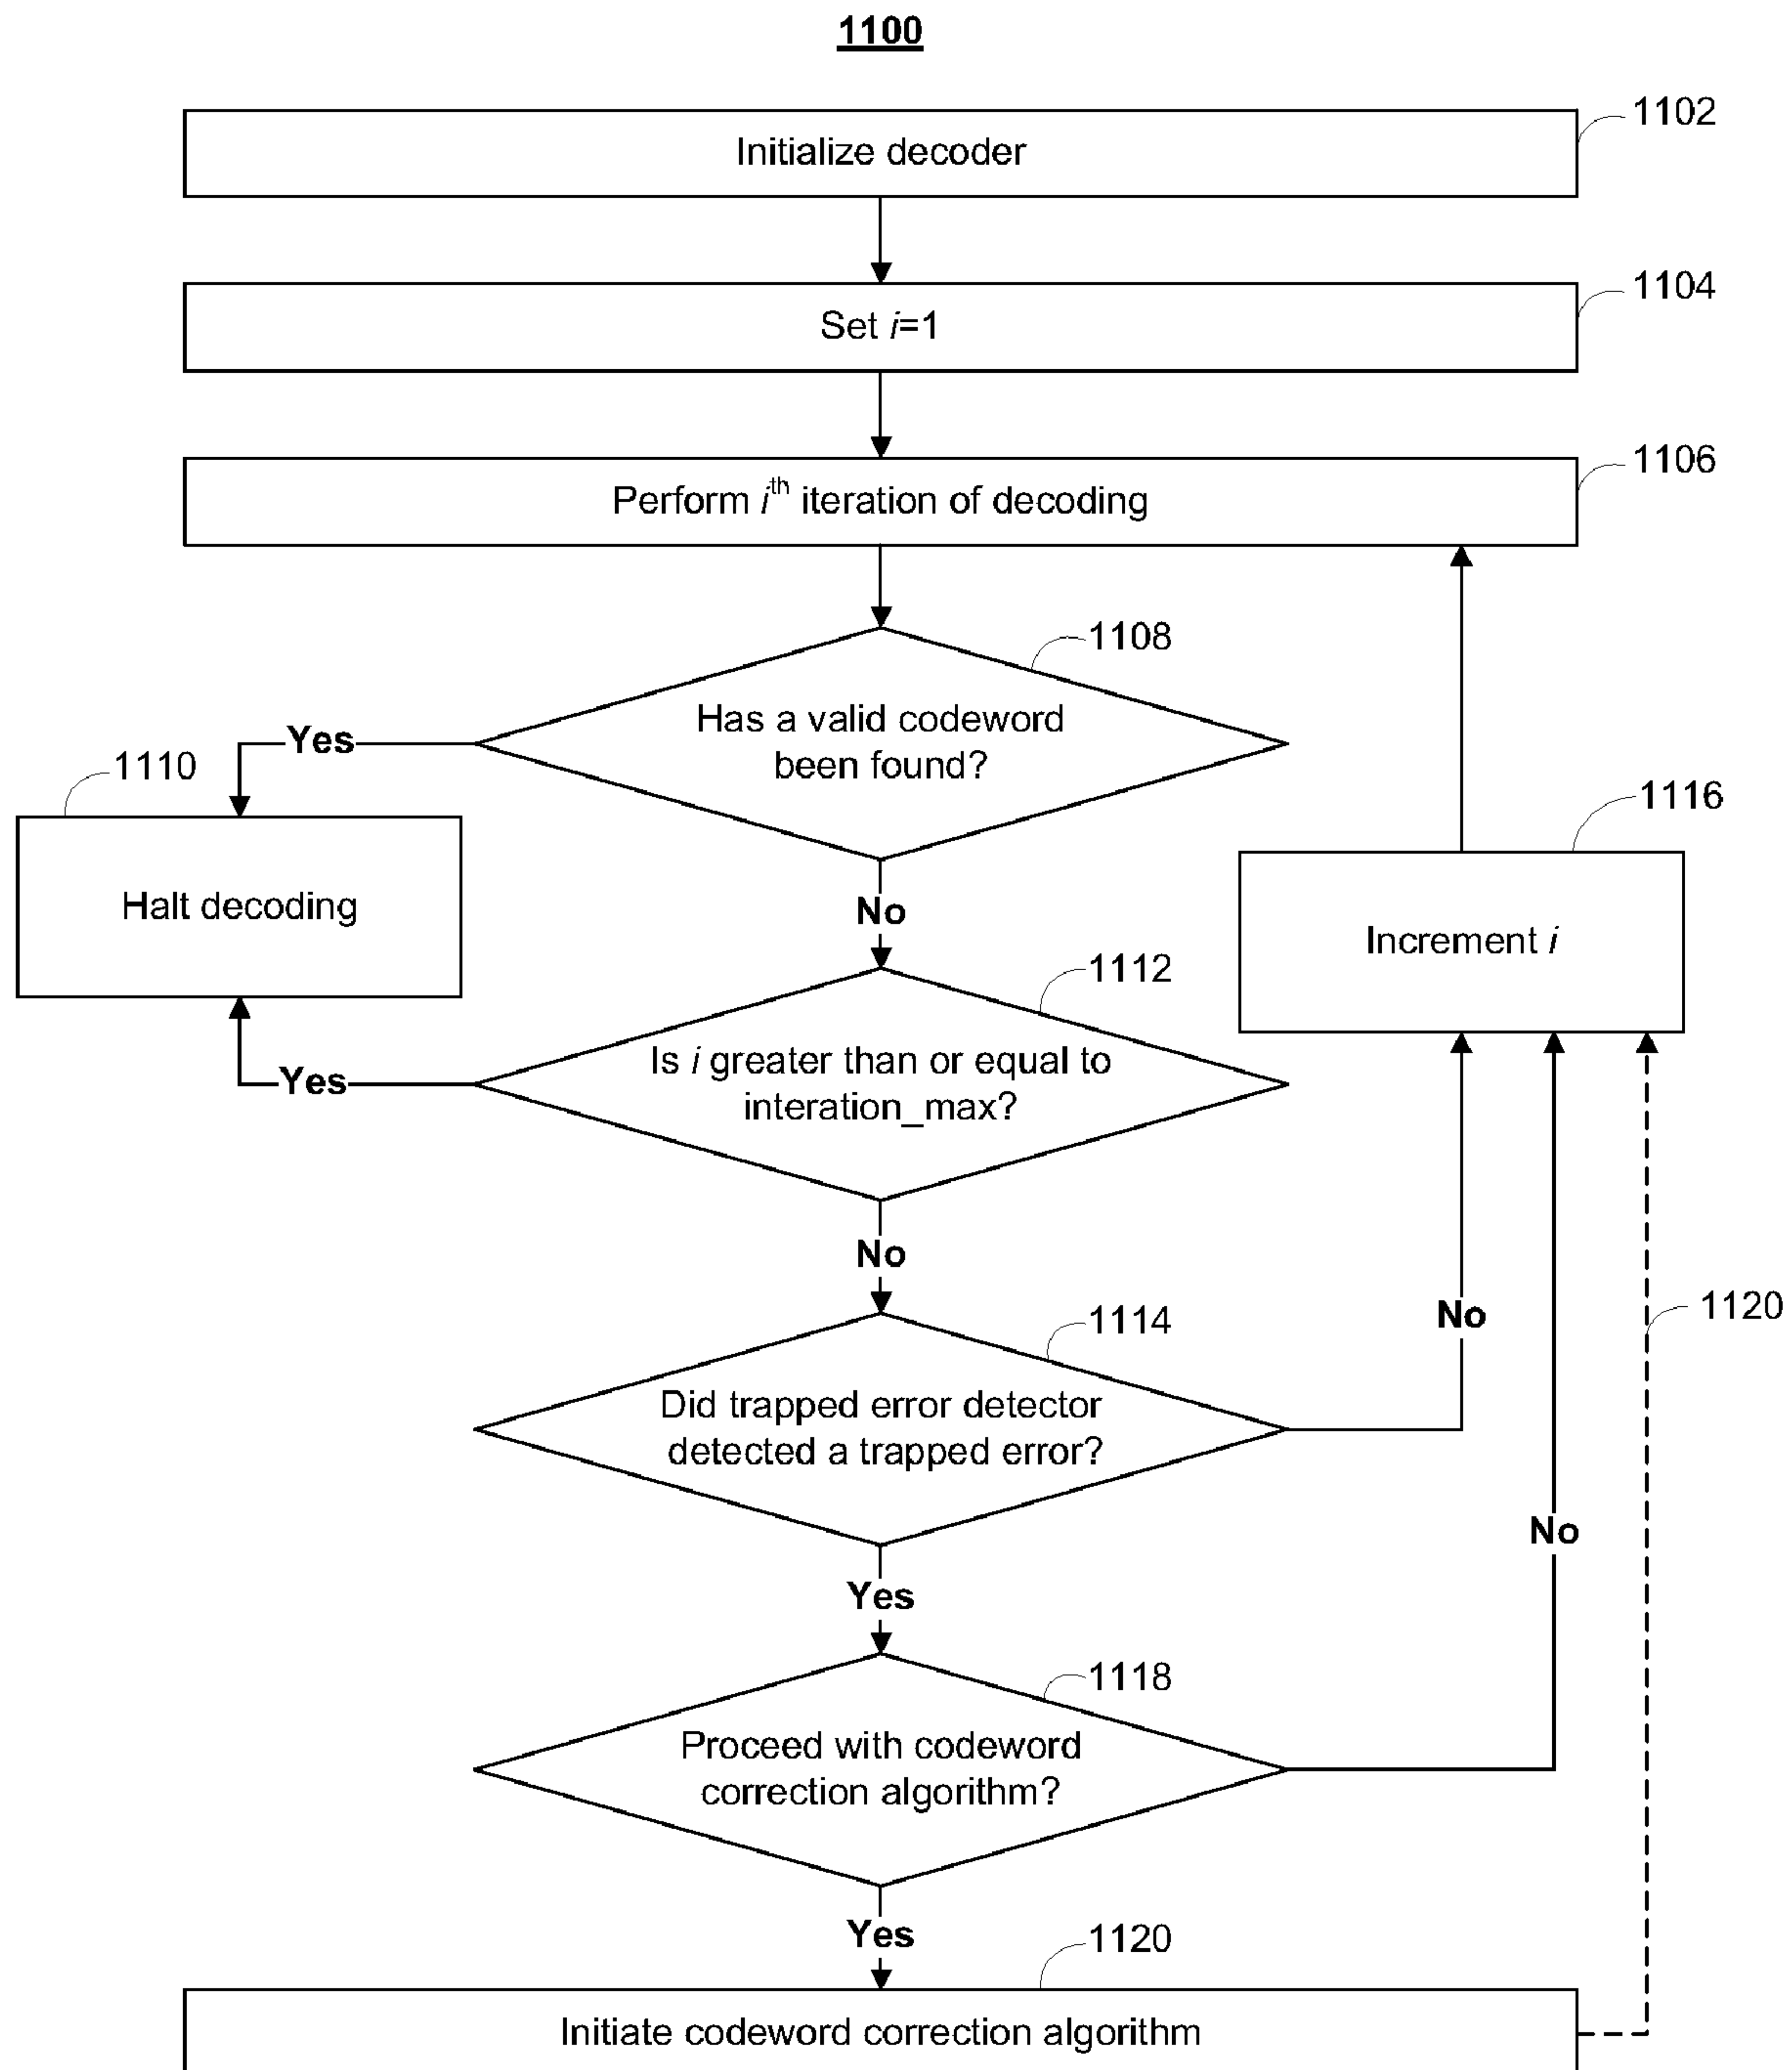 1100
1102
Initialize decoder
1104
Set i=1
1106
Perform ith iteration of decoding
1108
Has a valid codeword
been found?
Yes
1110
Halt decoding
1116
Increment i
No
1112
Is i greater than or equal to
interation_max?
Yes
No
1114
Did trapped error detector
detected a trapped error?
No
1120
Yes
No
1118
Proceed with codeword
correction algorithm?
Yes
1120
Initiate codeword correction algorithm